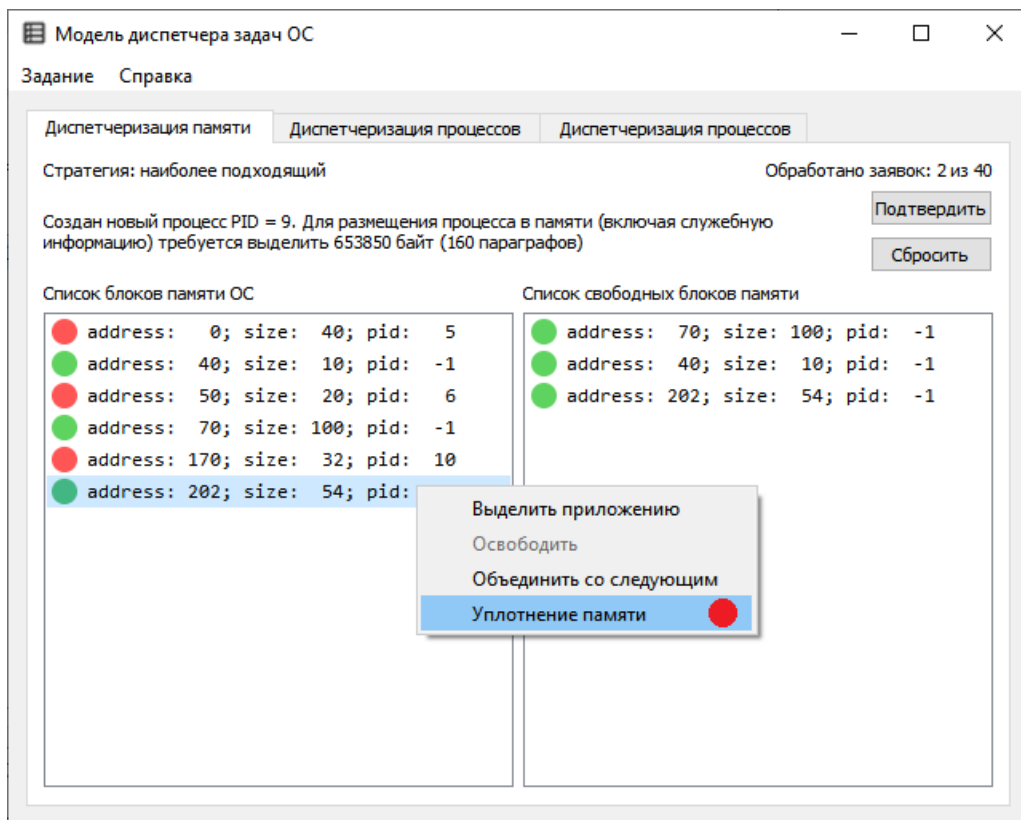 Модель диспетчера задач ОС
Задание Справка
Диспетчеризация памяти Диспетчеризация процессов Диспетчеризация процессов
Стратегия: наиболее подходящий Обработано заявок: 2 из 40
Создан новый процесс PID = 9. Для размещения процесса в памяти (включая служебную
информацию) требуется выделить 653850 байт (160 параграфов)
Подтвердить
Сбросить
Список блоков памяти ОС
address: 0; size: 40; pid: 5
address: 40; size: 10; pid: -1
address: 50; size: 20; pid: 6
address: 70; size: 100; pid: -1
address: 170; size: 32; pid: 10
address: 202; size: 54; pid:
Список свободных блоков памяти
address: 70; size: 100; pid: -1
address: 40; size: 10; pid: -1
address: 202; size: 54; pid: -1
Выделить приложению
Освободить
Объединить со следующим
Уплотнение памяти